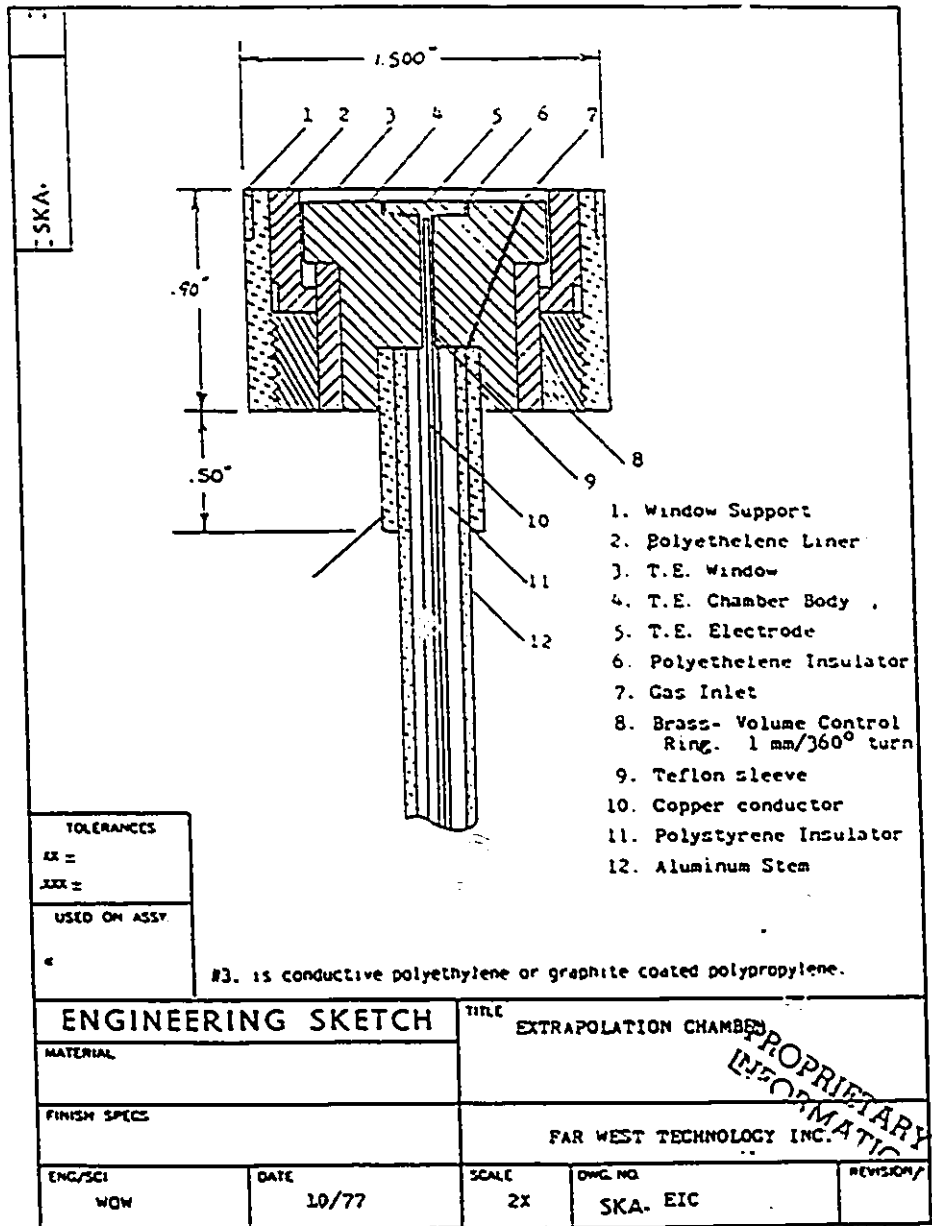 SKA.
1.500"
1 2 3 4 5 6 7
.90"
.50"
8
9
10
11
12
1. Window Support
2. Polyethelene Liner
3. T.E. Window
4. T.E. Chamber Body
5. T.E. Electrode
6. Polyethelene Insulator
7. Gas Inlet
8. Brass- Volume Control
Ring. 1 mm/360° turn
9. Teflon sleeve
10. Copper conductor
11. Polystyrene Insulator
12. Aluminum Stem
TOLERANCES
.XX ±
.XXX ±
USED ON ASSY.
#3. is conductive polyethylene or graphite coated polypropylene.
ENGINEERING SKETCH
TITLE
EXTRAPOLATION CHAMBER
PROPRIETARY
INFORMATIO
MATERIAL
FINISH SPECS
FAR WEST TECHNOLOGY INC.
ENG/SCI
WOW
DATE
10/77
SCALE
2X
DWG. NO.
SKA. EIC
REVISION